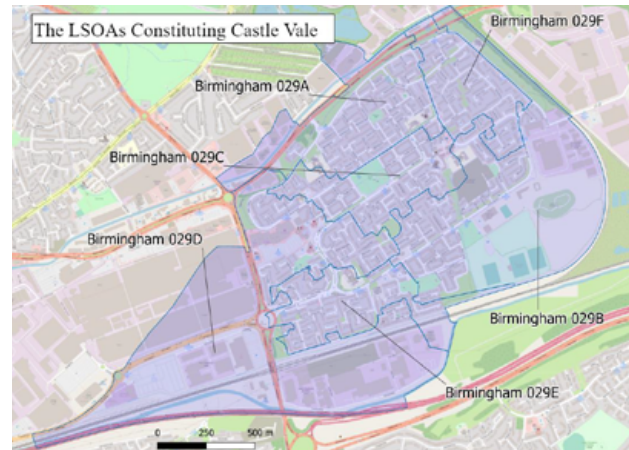 The LSOAs Constituting Castle Vale
Birmingham 029F
Birmingham 029A
Birmingham 029C
Birmingham 029D
Birmingham 029B
Birmingham 029E
0 250 500 m